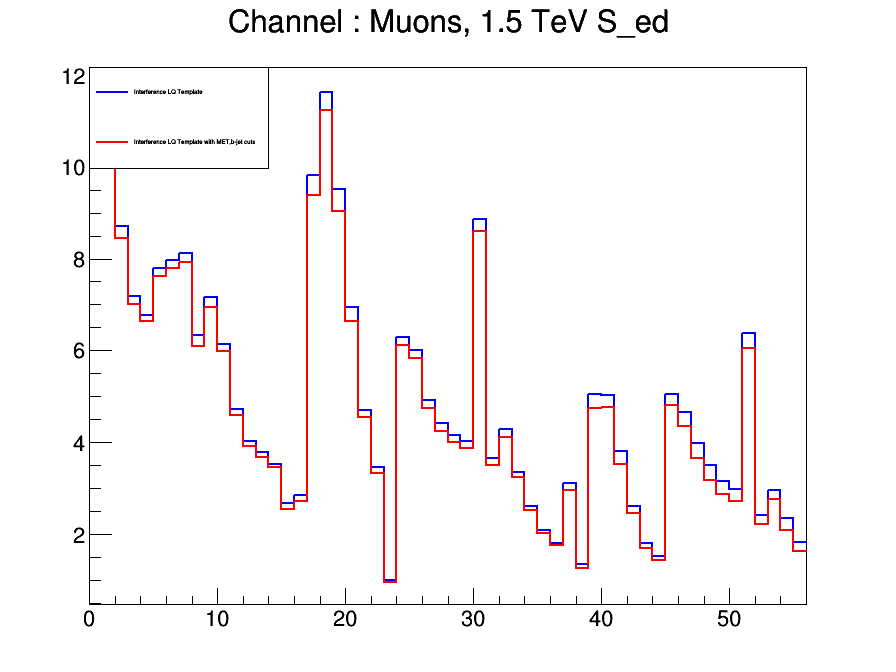 Channel : Muons, 1.5 TeV S_ed
12
Interference LQ Template
Interference LQ Template with MET,b-jet cuts
10
8
6
4
2
0 10 20 30 40 50